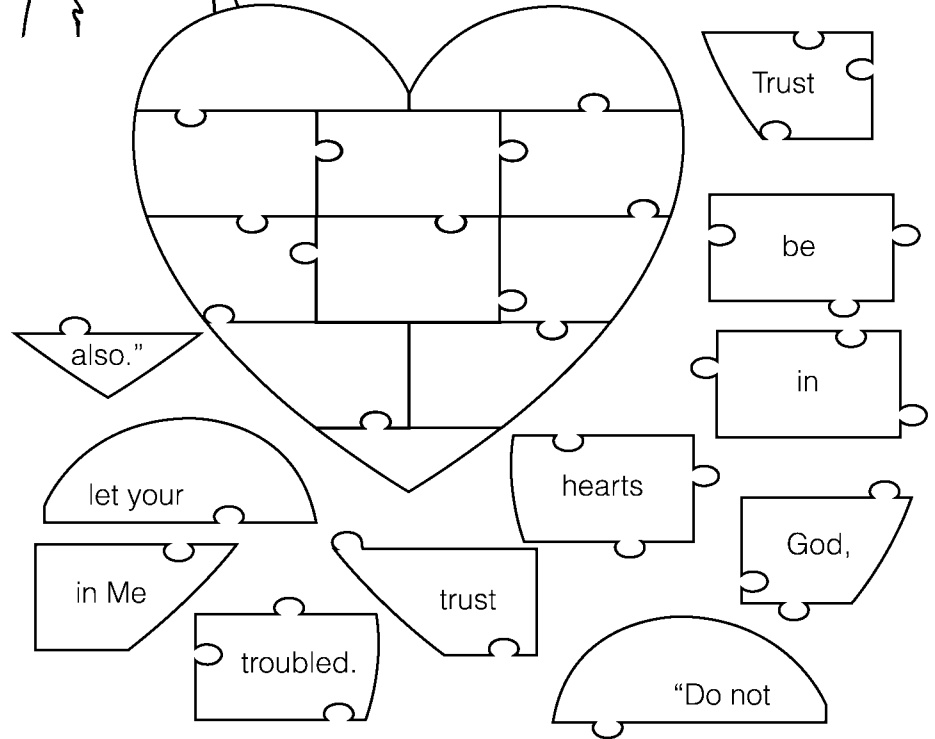 Trust
be
also.”
in
let your
hearts
God,
in Me
trust
troubled.
“Do not